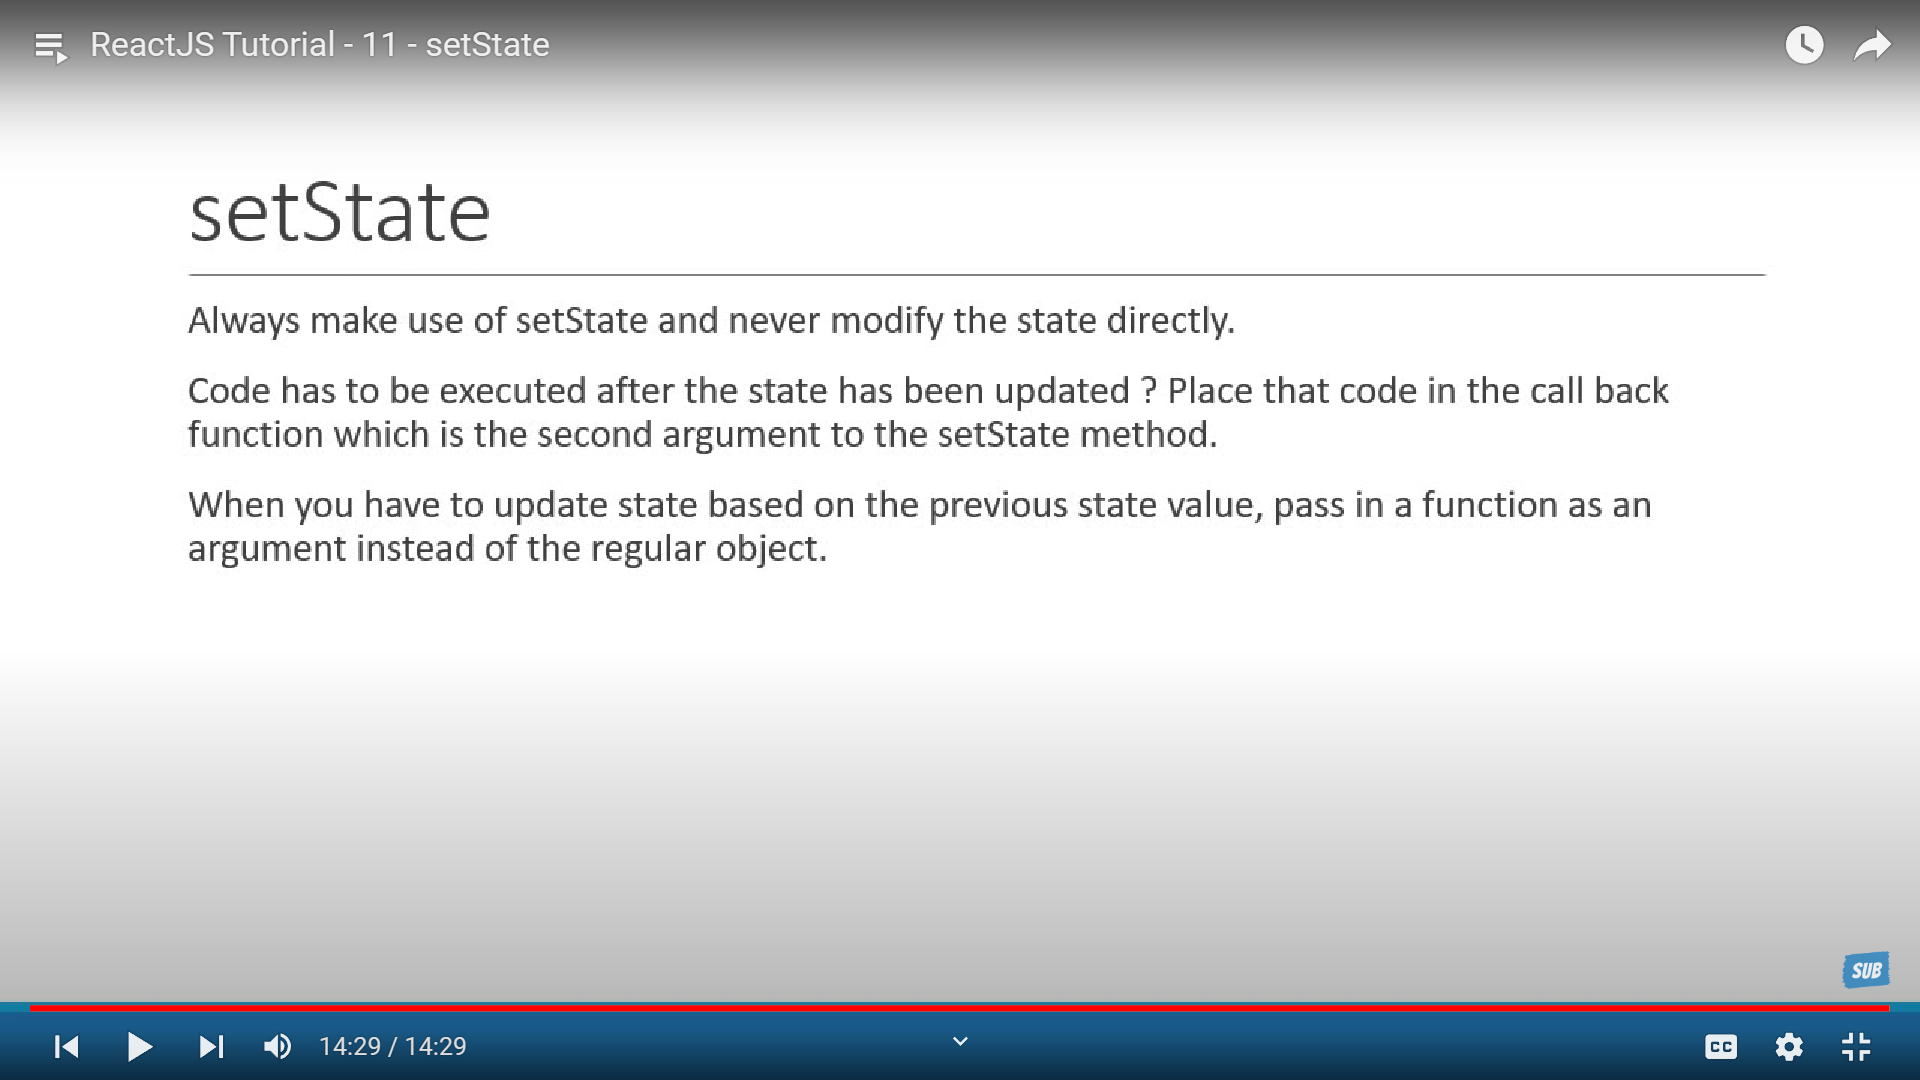 ReactJS Tutorial - 11 - setState
setState
Always make use of setState and never modify the state directly.
Code has to be executed after the state has been updated ? Place that code in the call back
function which is the second argument to the setState method.
When you have to update state based on the previous state value, pass in a function as an
argument instead of the regular object.
SUB
14:29 / 14:29
CC